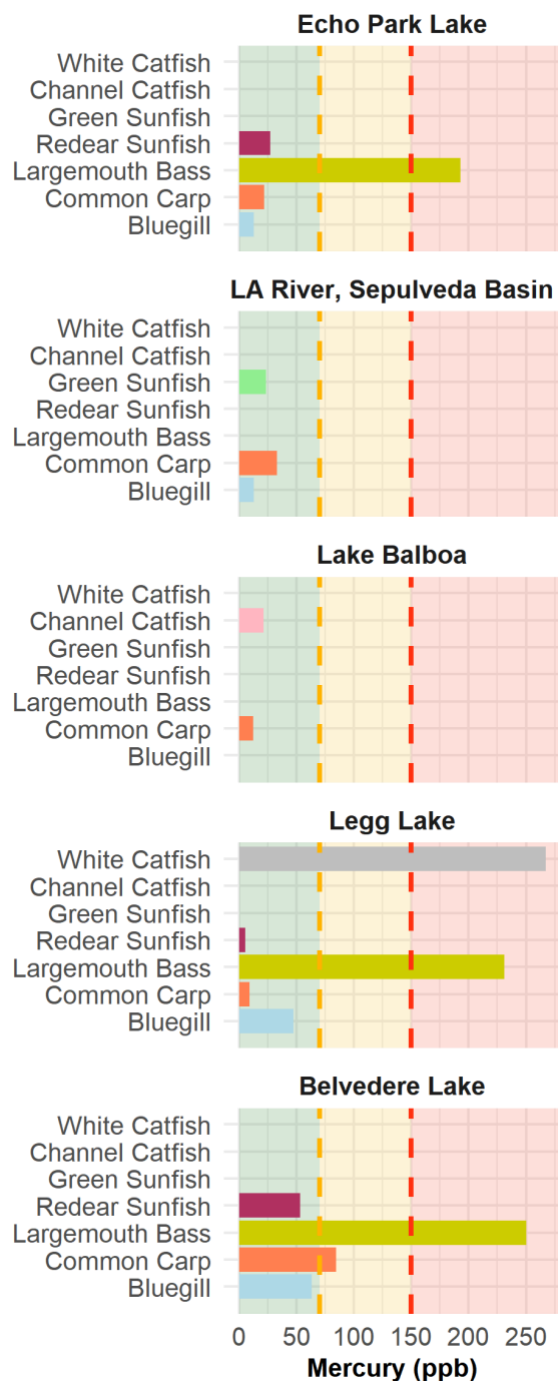 Echo Park Lake
White Catfish
Channel Catfish
Green Sunfish
Redear Sunfish
Largemouth Bass
Common Carp
Bluegill
LA River, Sepulveda Basin
White Catfish
Channel Catfish
Green Sunfish
Redear Sunfish
Largemouth Bass
Common Carp
Bluegill
Lake Balboa
White Catfish
Channel Catfish
Green Sunfish
Redear Sunfish
Largemouth Bass
Common Carp
Bluegill
Legg Lake
White Catfish
Channel Catfish
Green Sunfish
Redear Sunfish
Largemouth Bass
Common Carp
Bluegill
Belvedere Lake
White Catfish
Channel Catfish
Green Sunfish
Redear Sunfish
Largemouth Bass
Common Carp
Bluegill
0 50 100 150 200 250
Mercury (ppb)